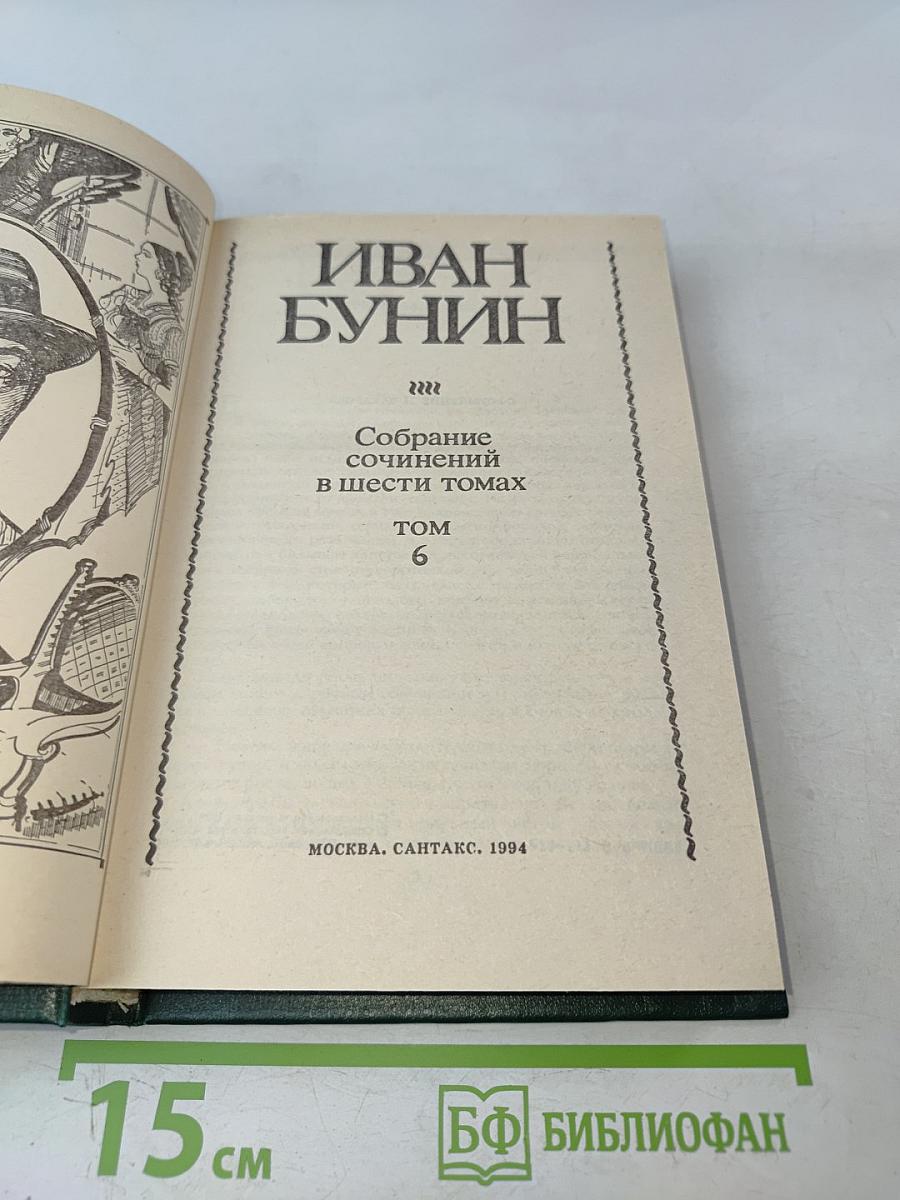 ИВАН
БУНИН
Собрание
сочинений
в шести томах
том
6
МОСКВА. САНТАКС. 1994
15 см
БФ БИБЛИОФАН